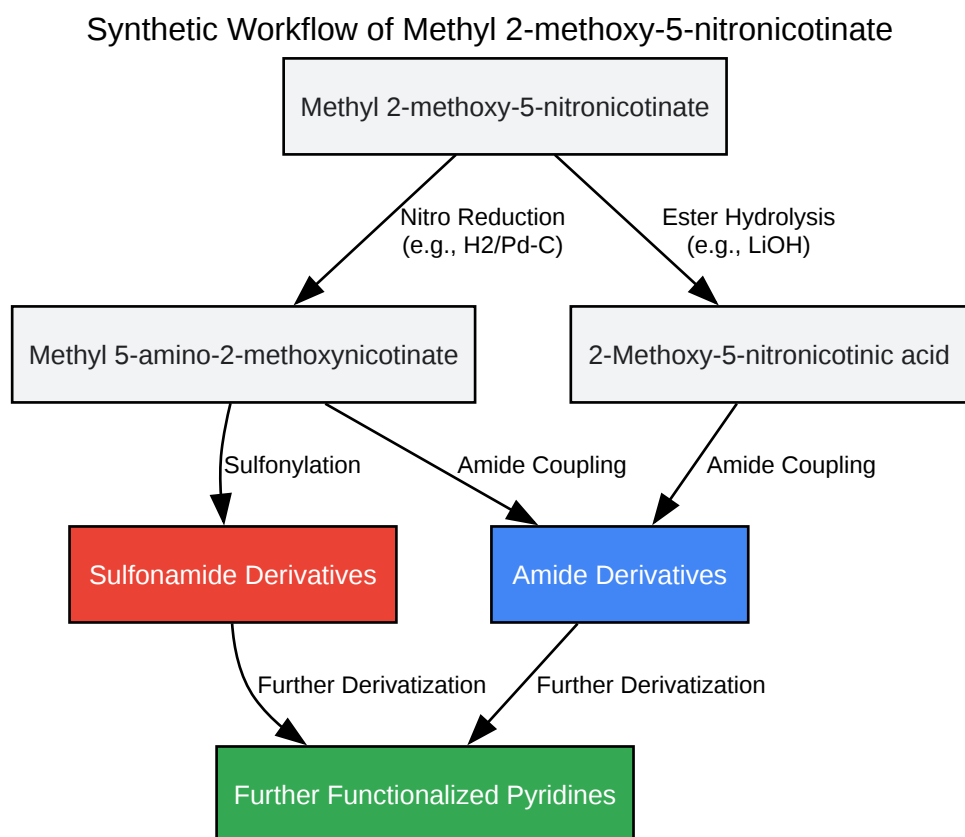 Synthetic Workflow of Methyl 2-methoxy-5-nitronicotinate
Methyl 2-methoxy-5-nitronicotinate
Nitro Reduction
(e.g., H2/Pd-C)
Ester Hydrolysis
(e.g., LiOH)
Methyl 5-amino-2-methoxynicotinate
2-Methoxy-5-nitronicotinic acid
Sulfonylation
Amide Coupling
Amide Coupling
Sulfonamide Derivatives
Amide Derivatives
Further Derivatization
Further Derivatization
Further Functionalized Pyridines